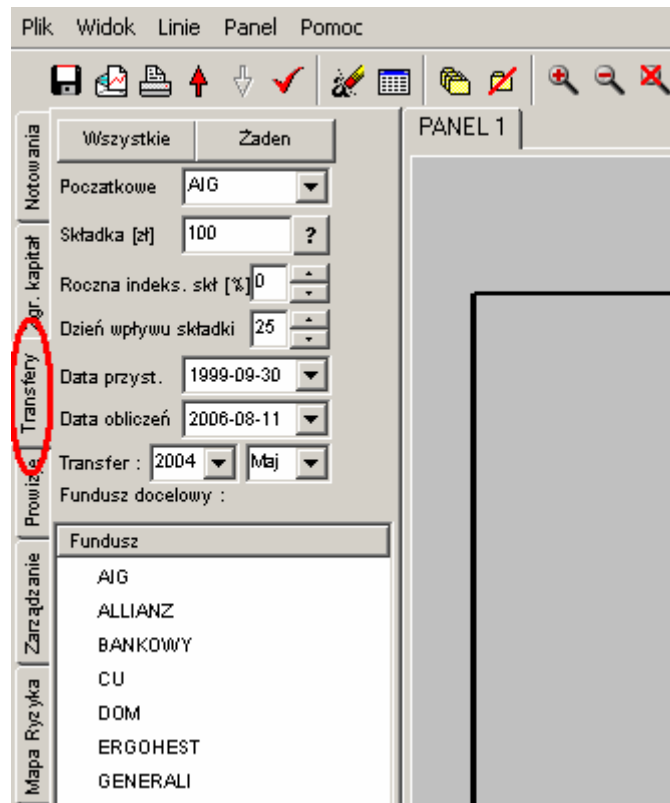 Plik Widok Linie Panel Pomoc
Notowania
Zgr. kapitał
Transfery
Prowizje
Zarządzanie
Mapa Ryzyka
Wszystkie Żaden
Poczatkowe AIG
Składka [zł] 100 ?
Roczna indeks. skł [%] 0
Dzień wpływu składki 25
Data przyst. 1999-09-30
Data obliczeń 2006-08-11
Transfer : 2004 Maj
Fundusz docelowy :
Fundusz
AIG
ALLIANZ
BANKOWY
CU
DOM
ERGOHEST
GENERALI
PANEL 1